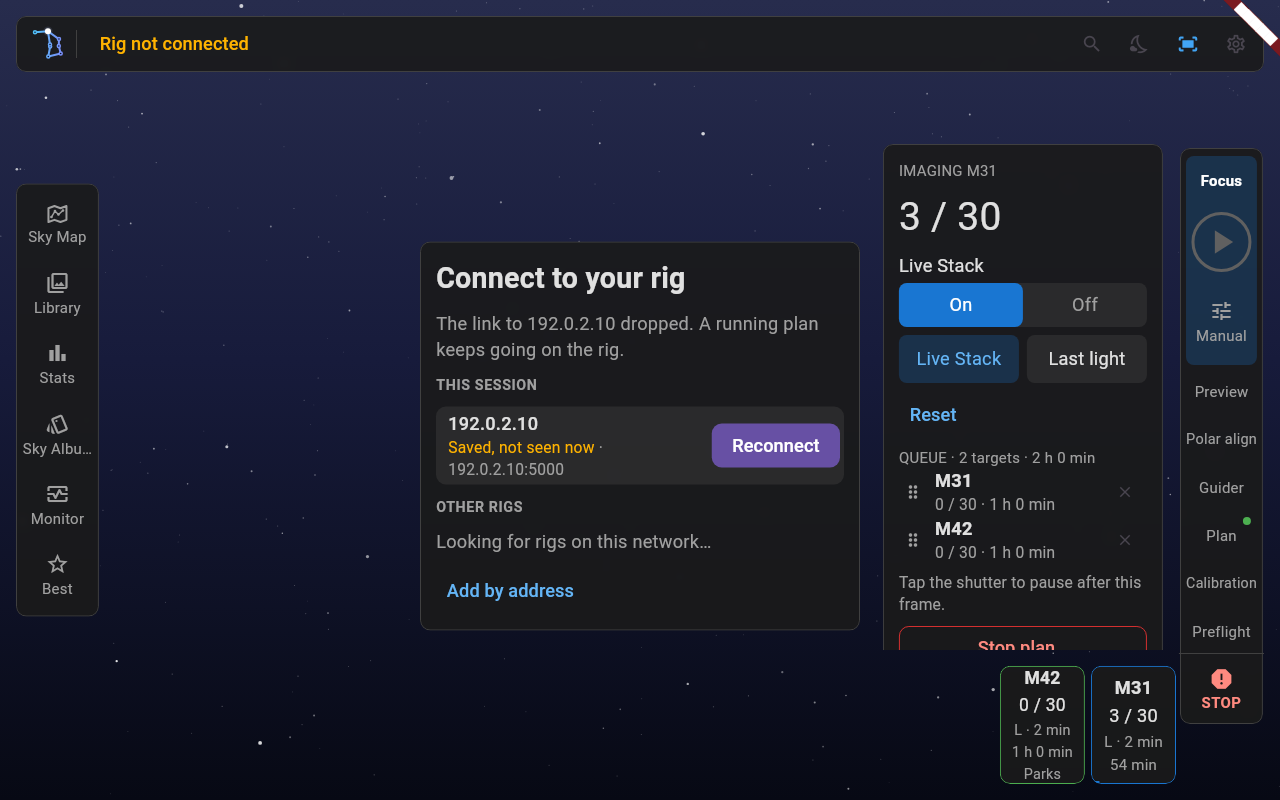 Rig not connected
Sky Map
Library
Stats
Sky Albu…
Monitor
Best
Connect to your rig
The link to 192.0.2.10 dropped. A running plan
keeps going on the rig.
THIS SESSION
192.0.2.10
Saved, not seen now ·
192.0.2.10:5000
Reconnect
OTHER RIGS
Looking for rigs on this network…
Add by address
IMAGING M31
3 / 30
Live Stack
On
Off
Live Stack
Last light
Reset
QUEUE · 2 targets · 2 h 0 min
M31
0 / 30 · 1 h 0 min
M42
0 / 30 · 1 h 0 min
Tap the shutter to pause after this
frame.
Stop plan
Focus
Manual
Preview
Polar align
Guider
Plan
Calibration
Preflight
STOP
M42
0 / 30
L · 2 min
1 h 0 min
Parks
M31
3 / 30
L · 2 min
54 min